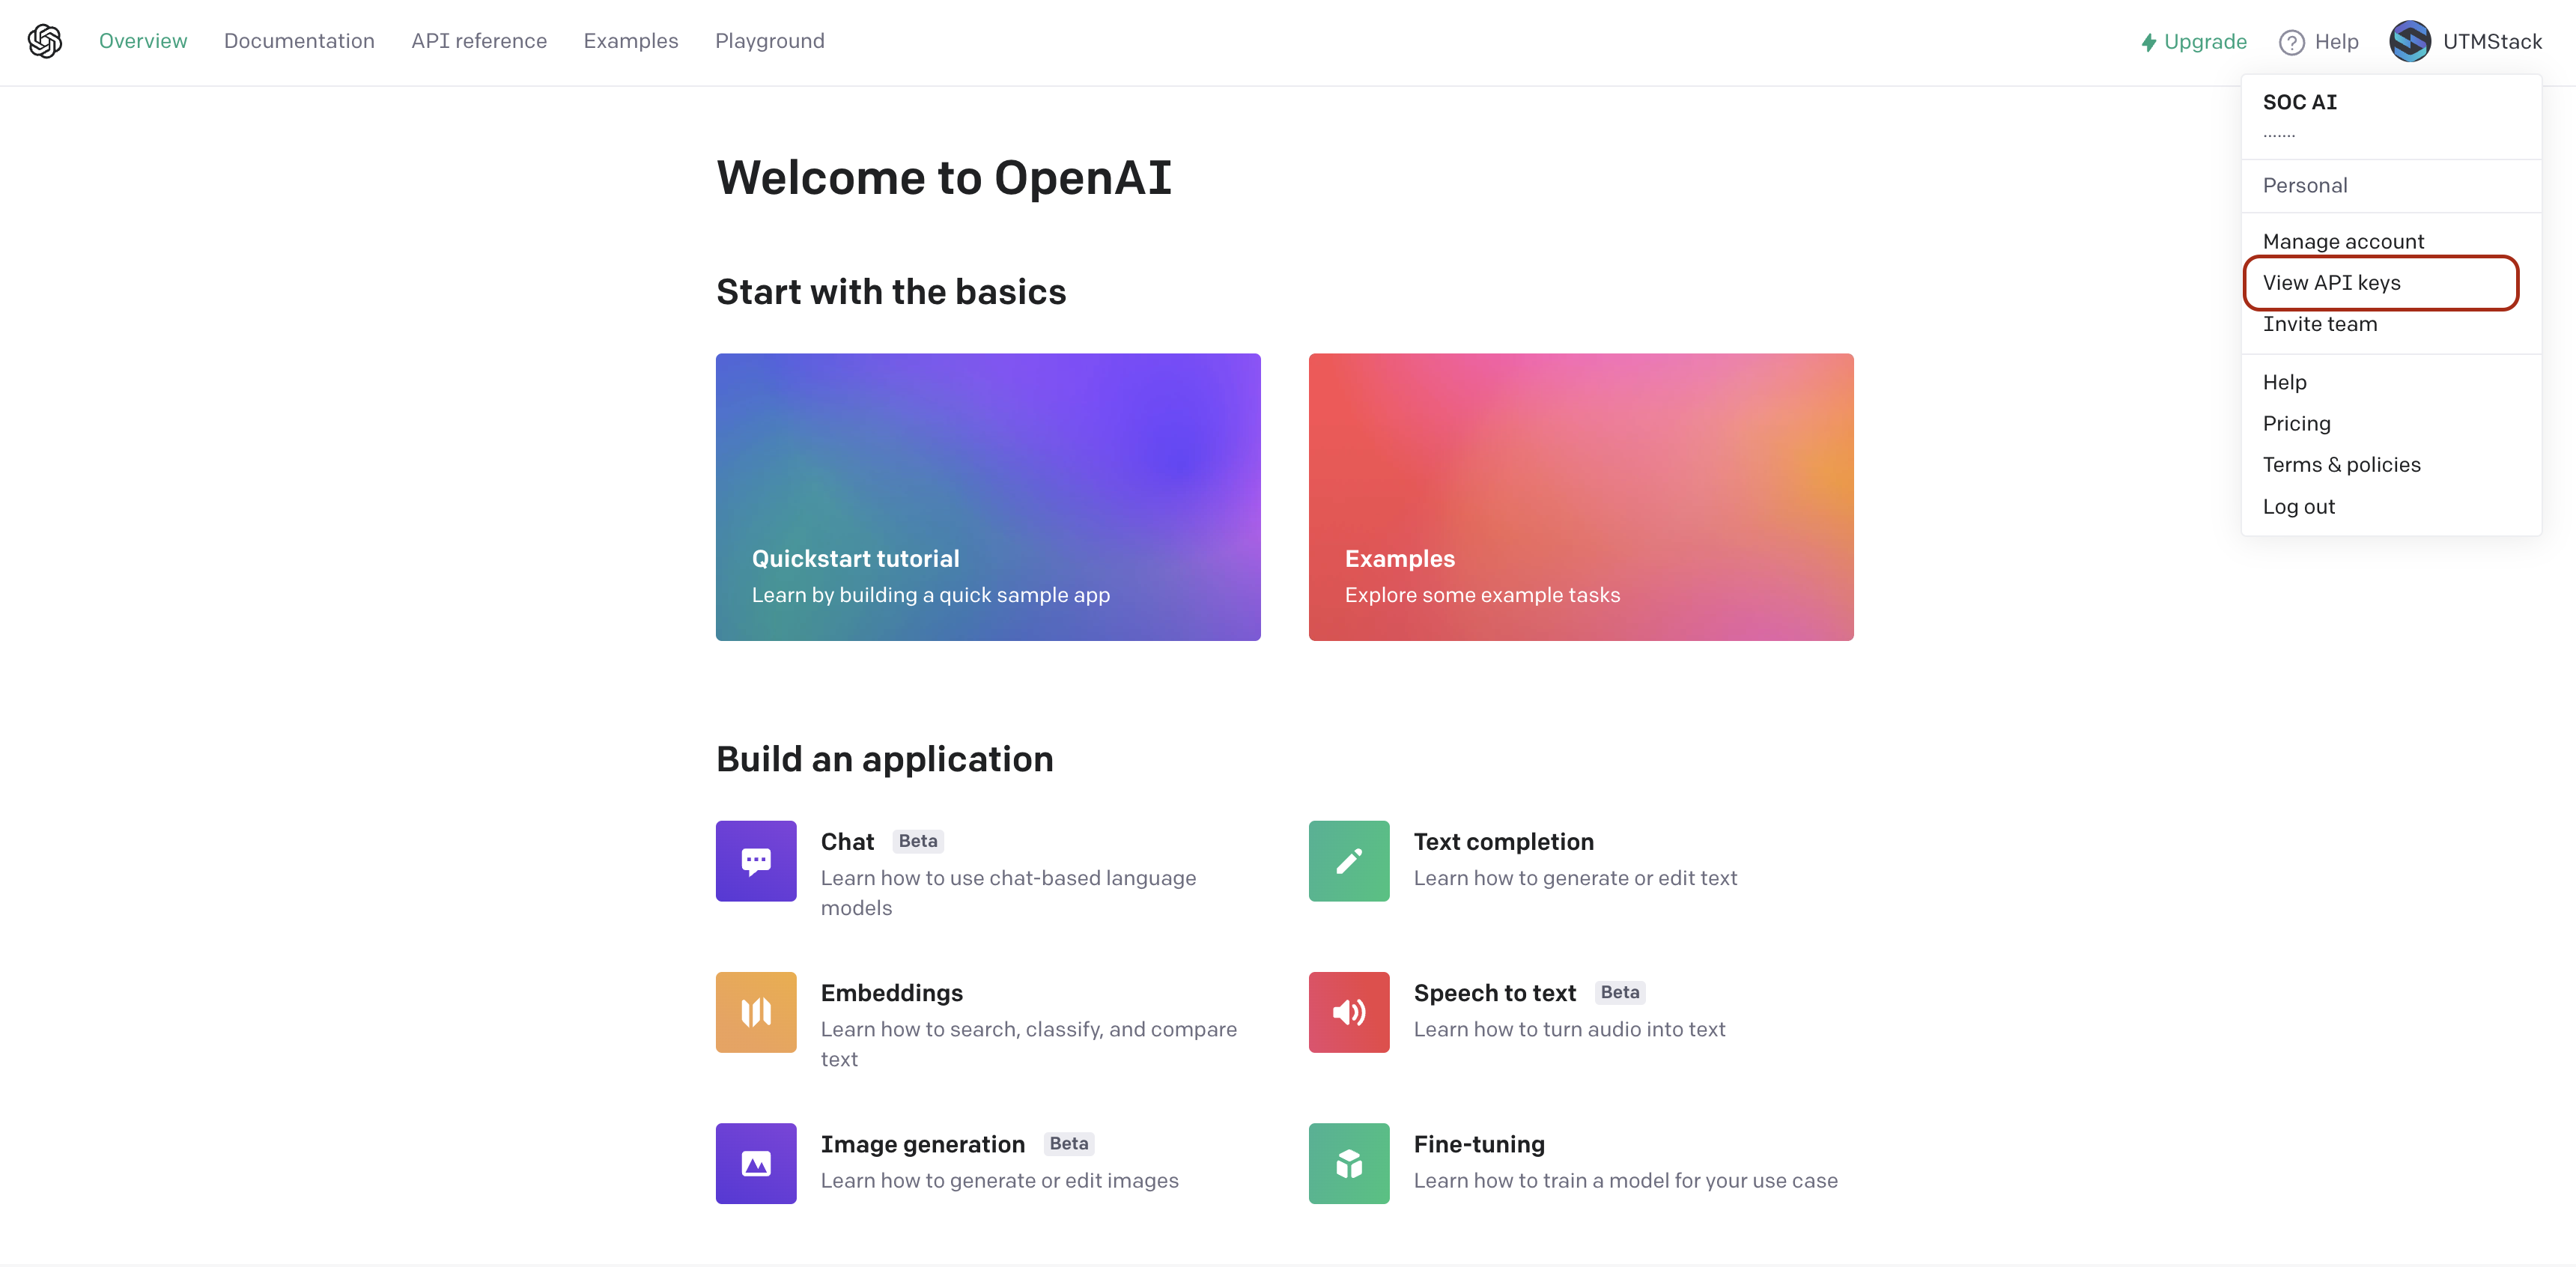 Overview Documentation API reference Examples Playground Upgrade ? Help UTMStack
SOC AI
.......
Personal
Manage account
View API keys
Invite team
Help
Pricing
Terms & policies
Log out
Welcome to OpenAI
Start with the basics
Quickstart tutorial
Learn by building a quick sample app
Examples
Explore some example tasks
Build an application
Chat Beta
Learn how to use chat-based language
models
Text completion
Learn how to generate or edit text
Embeddings
Learn how to search, classify, and compare
text
Speech to text Beta
Learn how to turn audio into text
Image generation Beta
Learn how to generate or edit images
Fine-tuning
Learn how to train a model for your use case